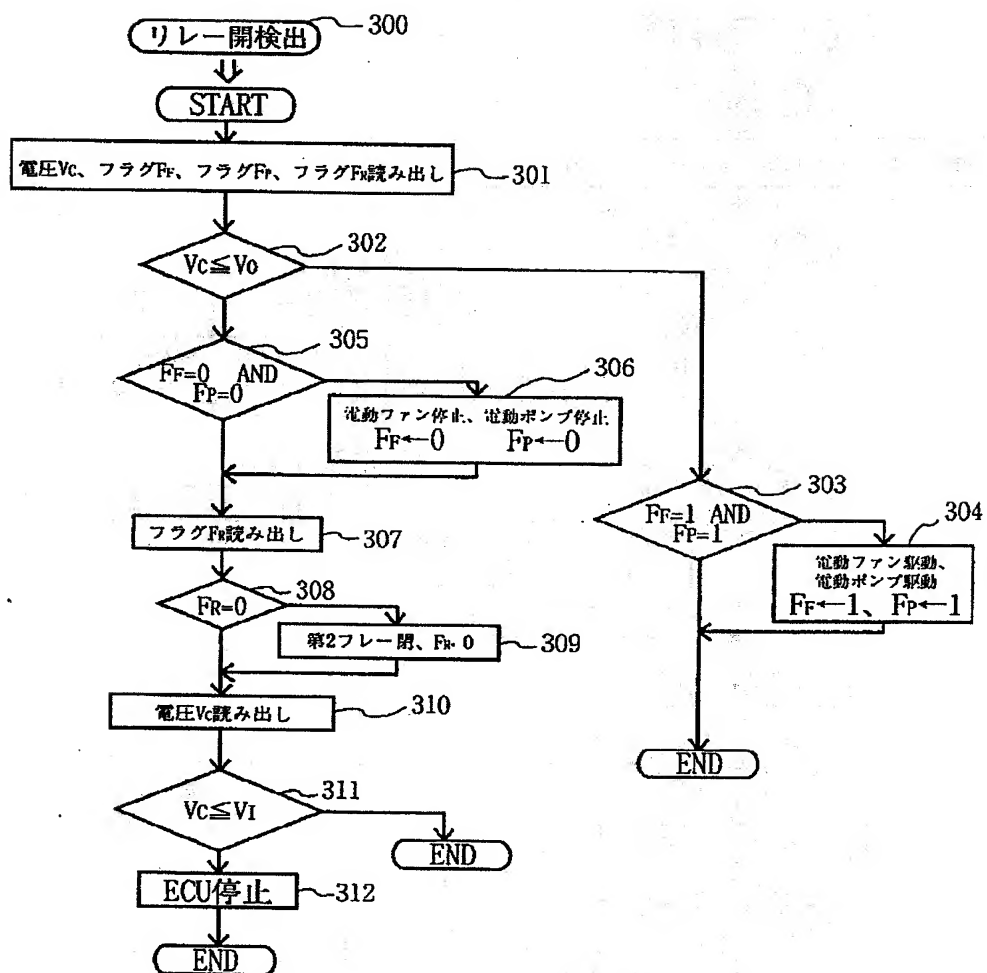 リレー開検出 300
START
電圧Vc、フラグFF、フラグFP、フラグFR読み出し 301
Vc≦Vo 302
FF=0 AND
FP=0
305
電動ファン停止、電動ポンプ停止
FF←0 FP←0
306
FF=1 AND
FP=1
303
電動ファン駆動、
電動ポンプ駆動
FF←1、FP←1
304
END
フラグFR読み出し 307
FR=0 308
第2フレー閉、FR・0 309
電圧Vc読み出し 310
Vc≦VI 311
END
ECU停止 312
END